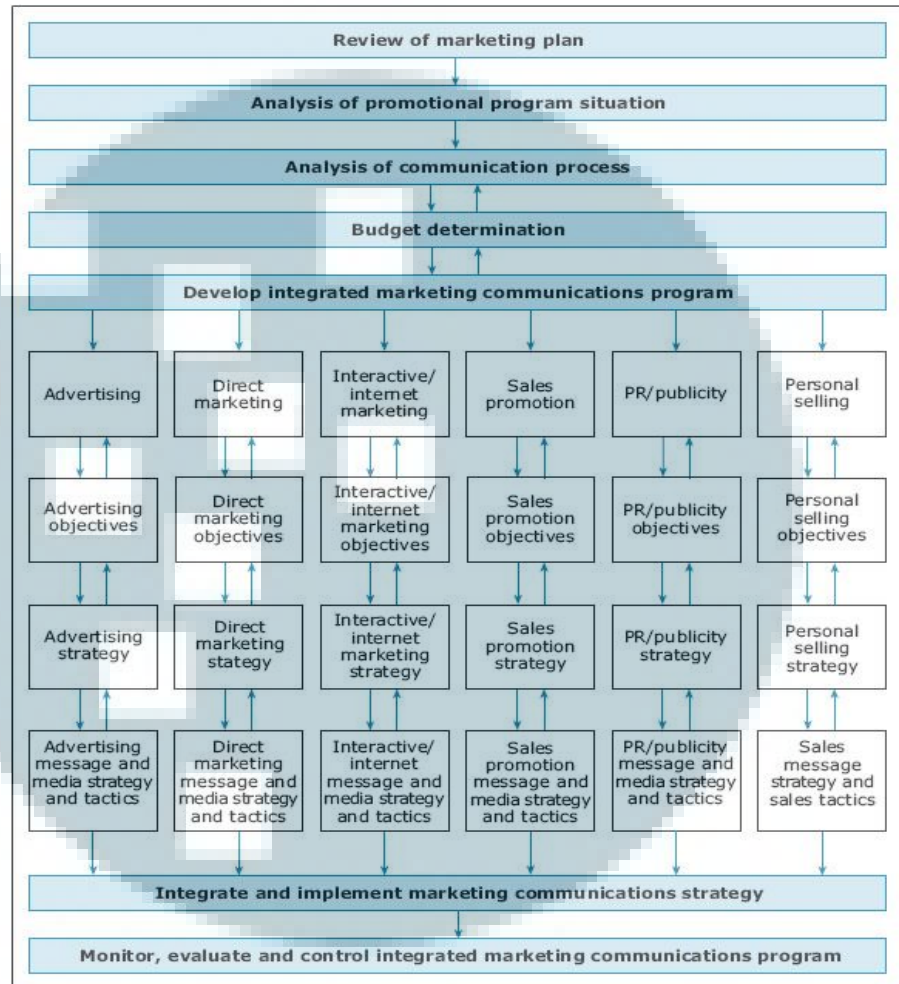 Review of marketing plan
Analysis of promotional program situation
Analysis of communication process
Budget determination
Develop integrated marketing communications program
Advertising
Direct
marketing
Interactive/
internet
marketing
Sales
promotion
PR/publicity
Personal
selling
Advertising
objectives
Direct
marketing
objectives
Interactive/
internet
marketing
objectives
Sales
promotion
objectives
PR/publicity
objectives
Personal
selling
objectives
Advertising
strategy
Direct
marketing
stategy
Interactive/
internet
marketing
strategy
Sales
promotion
strategy
PR/publicity
strategy
Personal
selling
strategy
Advertising
message and
media strategy
and tactics
Direct
marketing
message and
media strategy
and tactics
Interactive/
internet
message and
media strategy
and tactics
Sales
promotion
message and
media strategy
and tactics
PR/publicity
message and
media strategy
and tactics
Sales
message
strategy and
sales tactics
Integrate and implement marketing communications strategy
Monitor, evaluate and control integrated marketing communications program